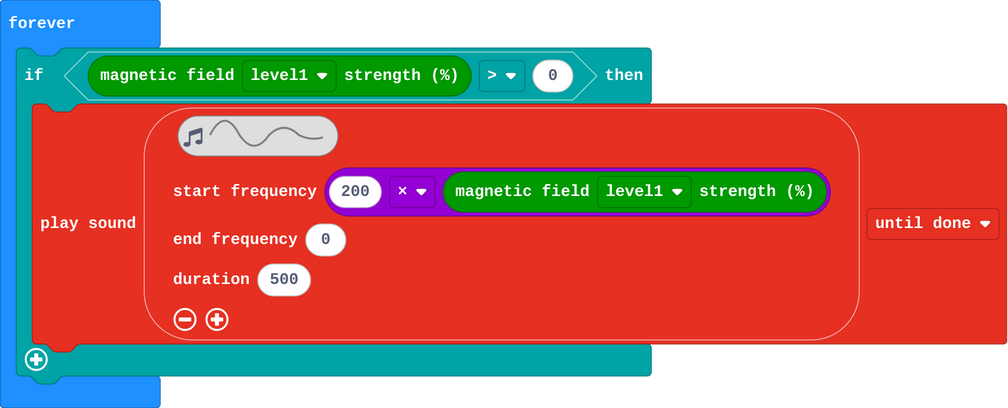 forever
if magnetic field level1 strength (%) > 0 then
start frequency 200 × magnetic field level1 strength (%)
play sound until done
end frequency 0
duration 500